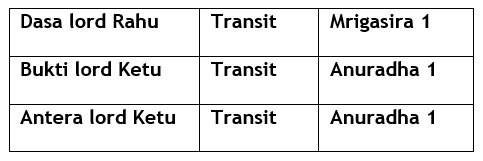 Dasa lord Rahu Transit Mrigasira 1
Bukti lord Ketu Transit Anuradha 1
Antera lord Ketu Transit Anuradha 1